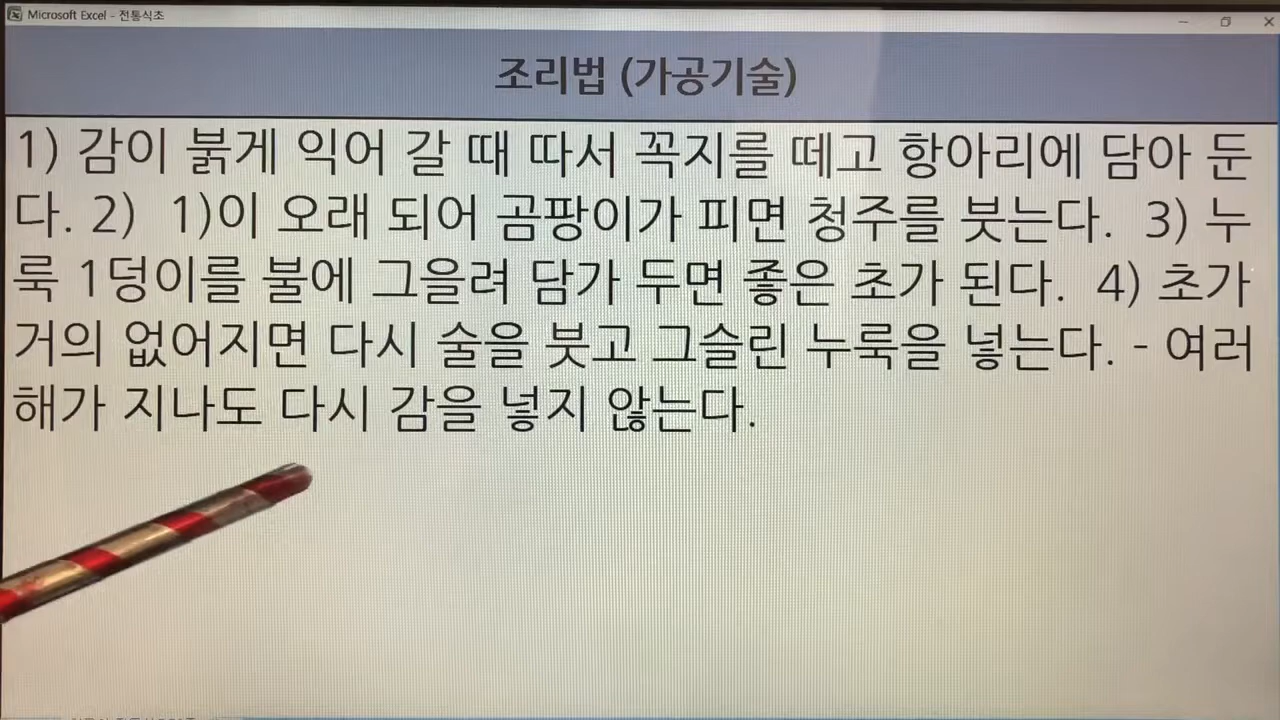 Microsoft Excel - 전통식초
조리법 (가공기술)
1) 감이 붉게 익어 갈 때 따서 꼭지를 떼고 항아리에 담아 둔
다. 2) 1)이 오래 되어 곰팡이가 피면 청주를 붓는다. 3) 누
룩 1덩이를 불에 그을려 담가 두면 좋은 초가 된다. 4) 초가
거의 없어지면 다시 술을 붓고 그슬린 누룩을 넣는다. - 여러
해가 지나도 다시 감을 넣지 않는다.